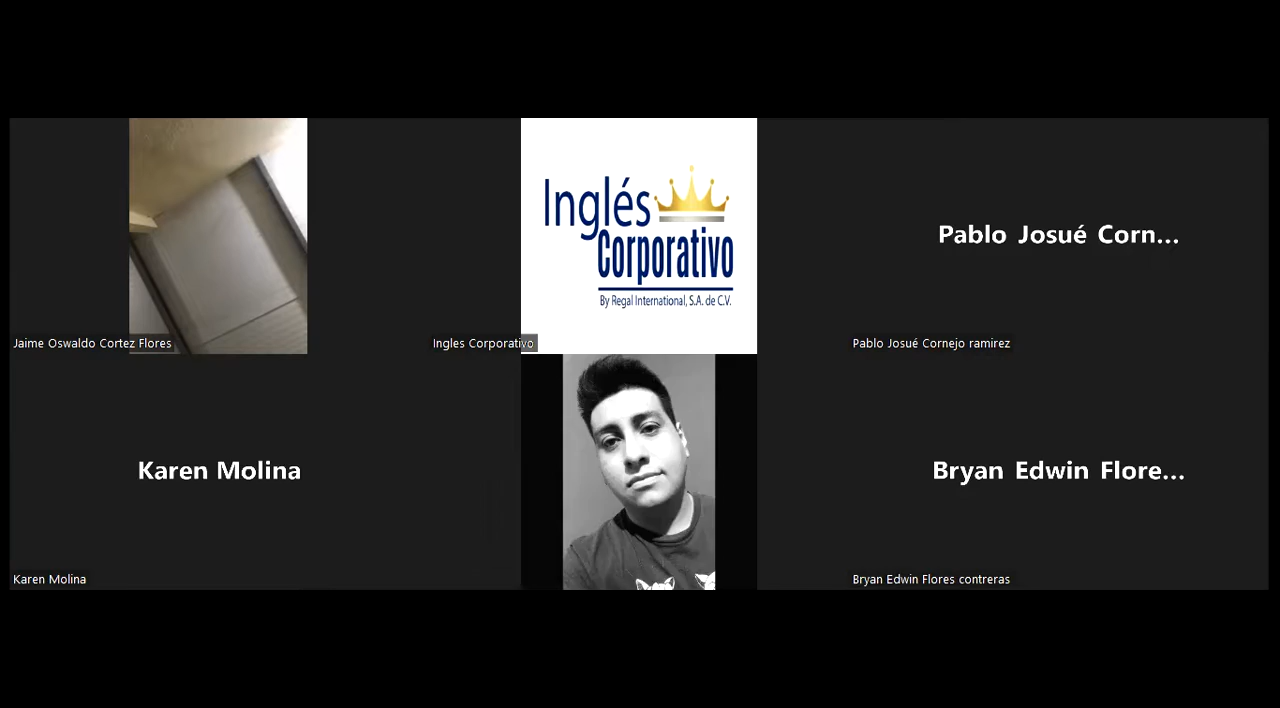 Inglés
Corporativo
By Regal International, S.A. de C.V.
Pablo Josué Corn...
Jaime Oswaldo Cortez Flores
Ingles Corporativo
Pablo Josué Cornejo ramirez
Karen Molina
Bryan Edwin Flore...
Karen Molina
Bryan Edwin Flores contreras